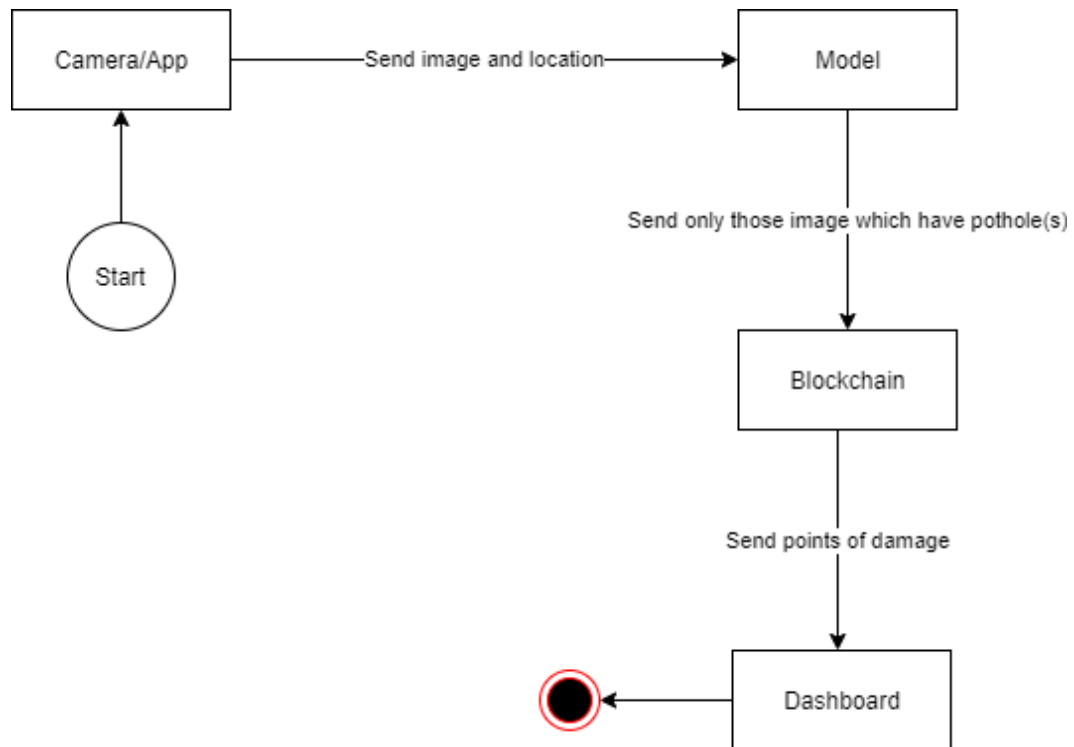 Camera/App
Send image and location
Model
Send only those image which have pothole(s)
Start
Blockchain
Send points of damage
Dashboard